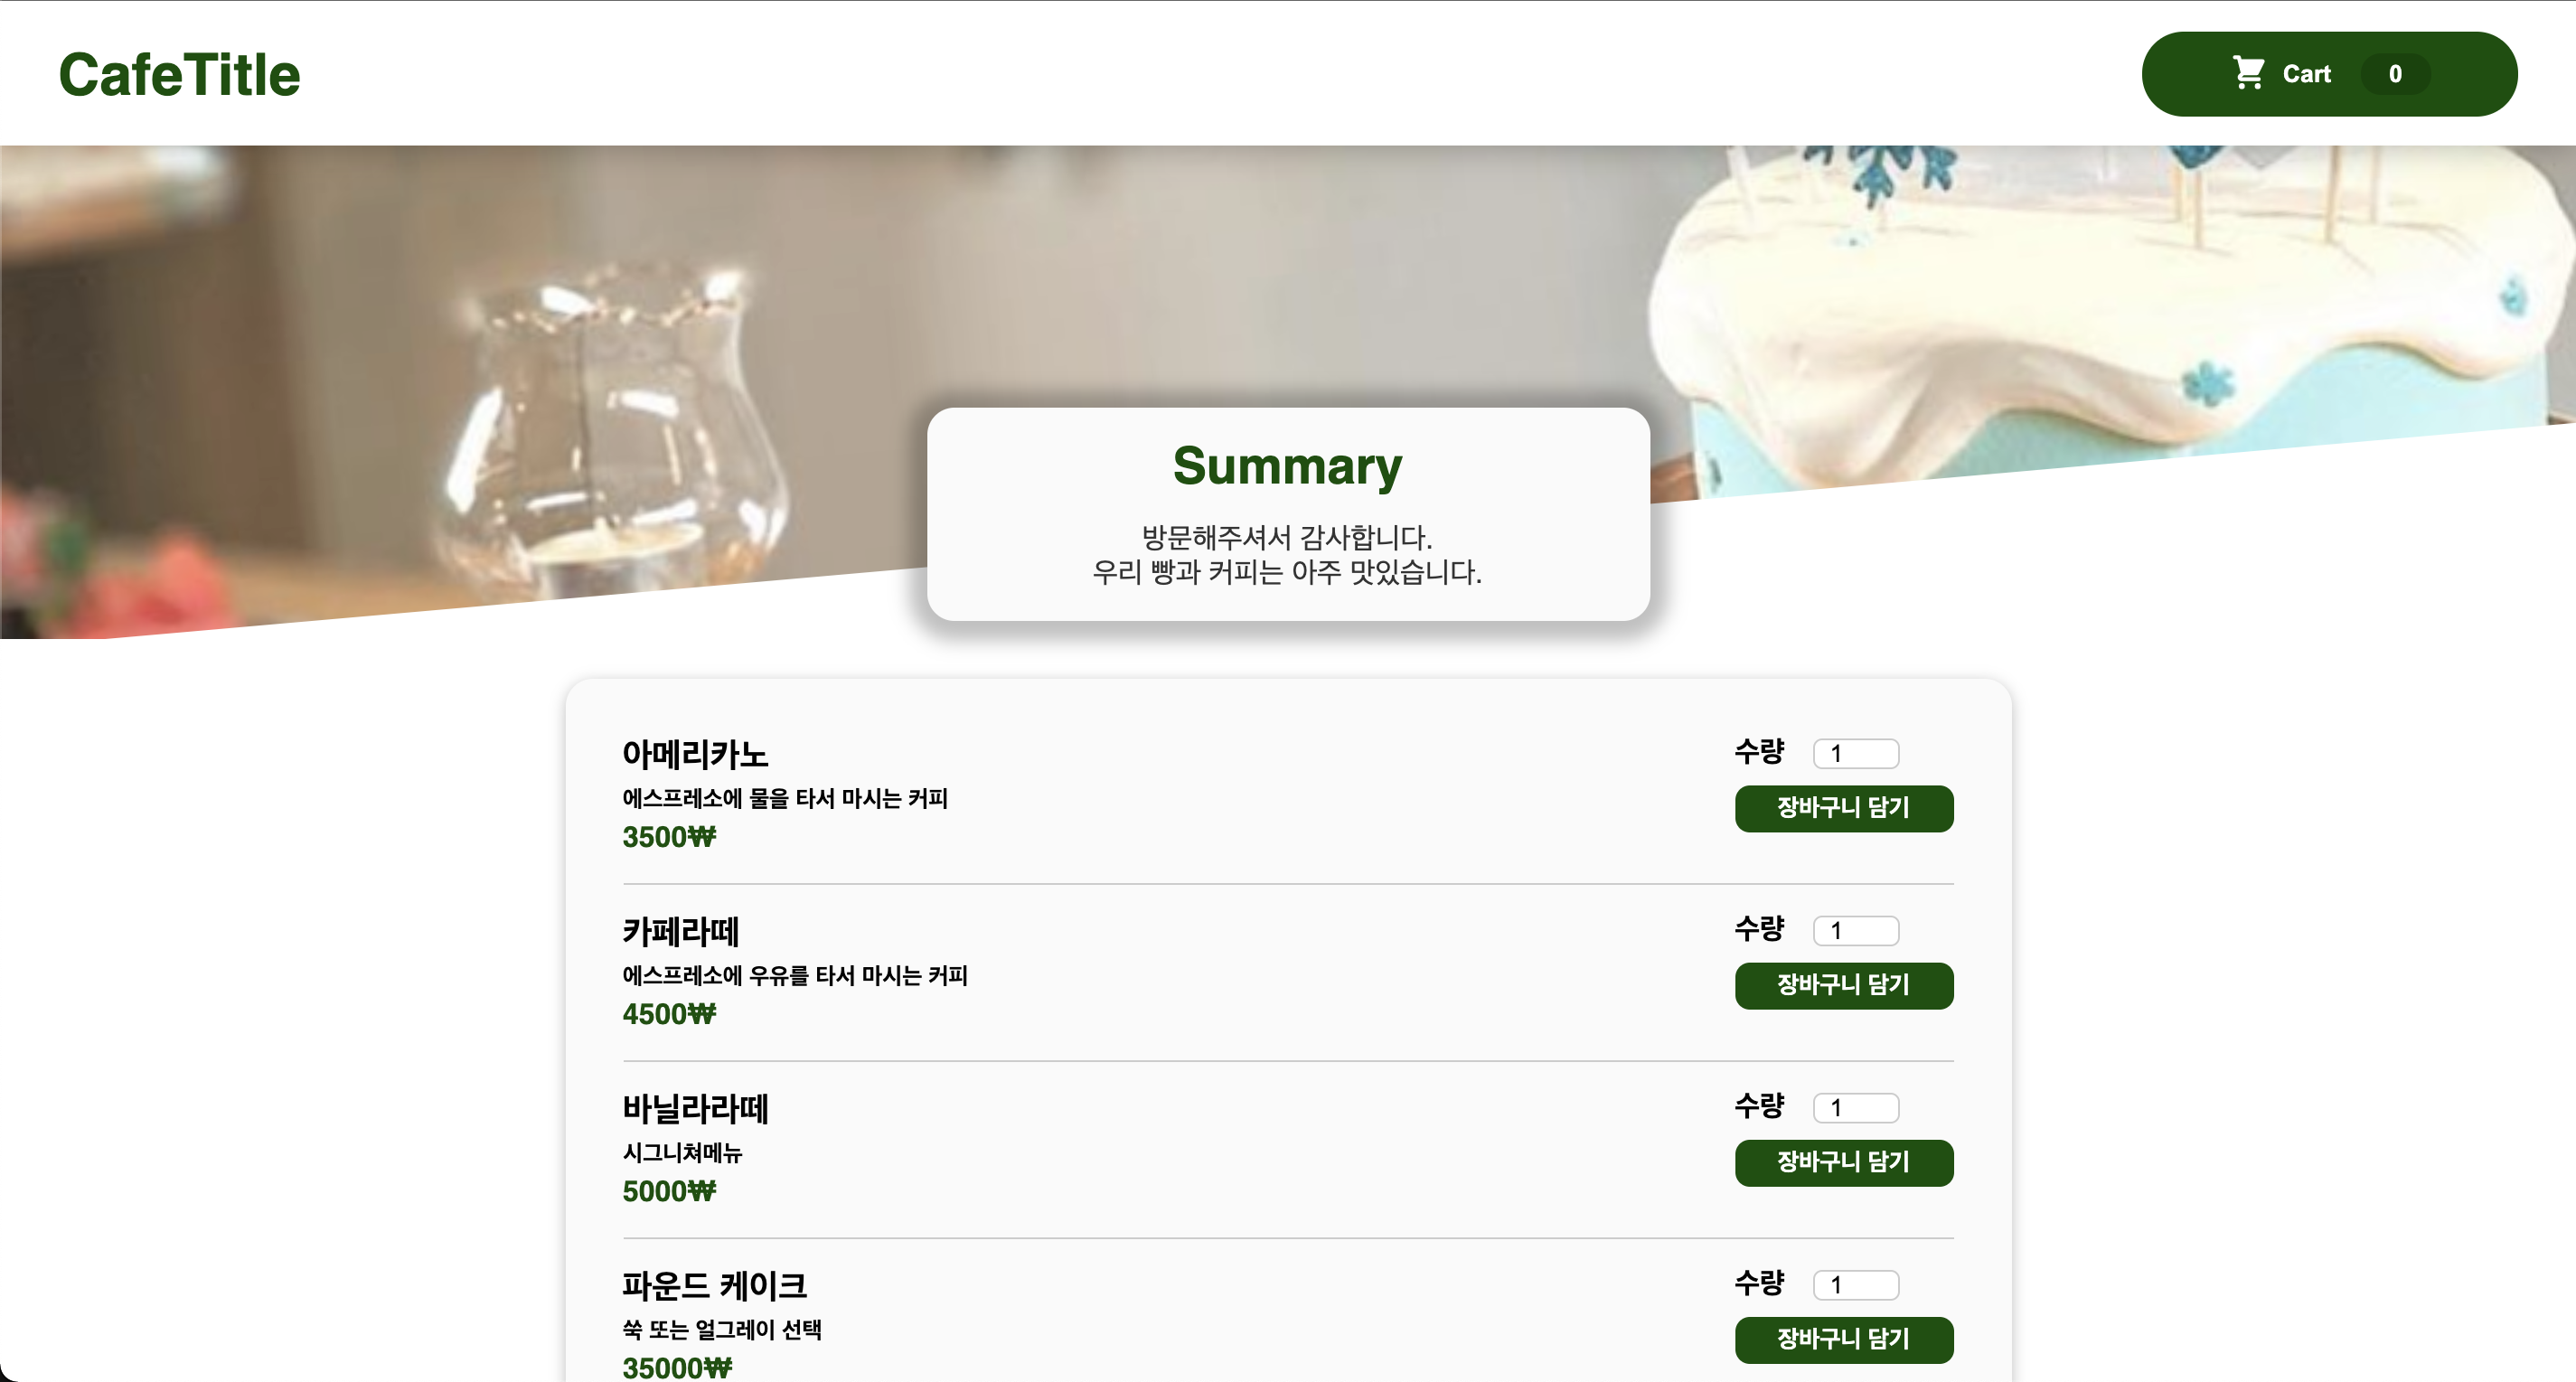 CafeTitle
Cart 0
Summary
방문해주셔서 감사합니다.
우리 빵과 커피는 아주 맛있습니다.
아메리카노
에스프레소에 물을 타서 마시는 커피
3500₩
수량 1
장바구니 담기
카페라떼
에스프레소에 우유를 타서 마시는 커피
4500₩
수량 1
장바구니 담기
바닐라라떼
시그니쳐메뉴
5000₩
수량 1
장바구니 담기
파운드 케이크
쑥 또는 얼그레이 선택
35000₩
수량 1
장바구니 담기